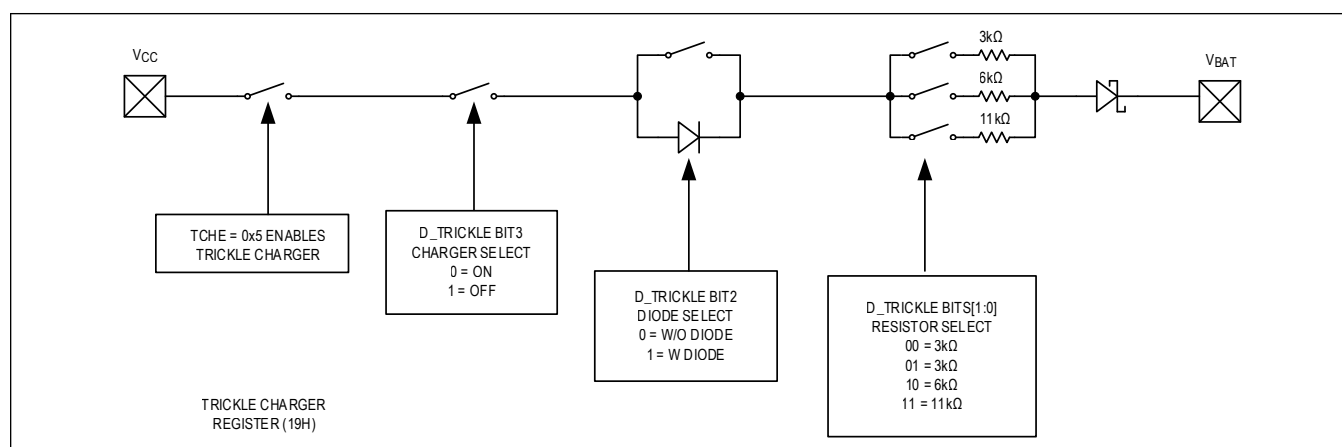 VCC
3kΩ
6kΩ
11kΩ
VBAT
TCHE = 0x5 ENABLES
TRICKLE CHARGER
D_TRICKLE BIT3
CHARGER SELECT
0 = ON
1 = OFF
D_TRICKLE BIT2
DIODE SELECT
0 = W/O DIODE
1 = W DIODE
D_TRICKLE BITS[1:0]
RESISTOR SELECT
00 = 3kΩ
01 = 3kΩ
10 = 6kΩ
11 = 11kΩ
TRICKLE CHARGER
REGISTER (19H)